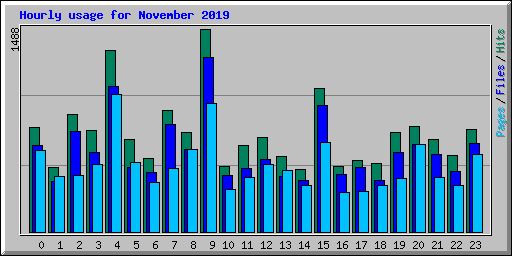 Hourly usage for November 2019
1488
Pages / Files / Hits
0 1 2 3 4 5 6 7 8 9 10 11 12 13 14 15 16 17 18 19 20 21 22 23